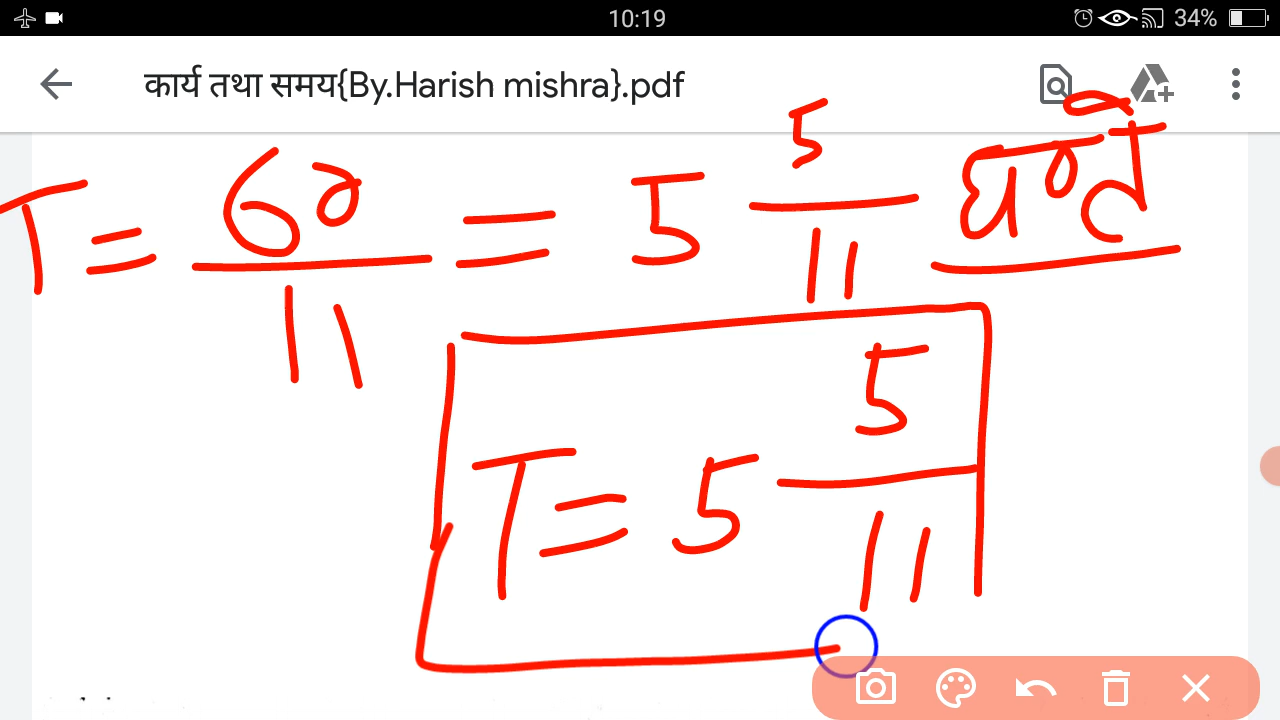 10:19 34%
कार्य तथा समय{By.Harish mishra}.pdf
T = 60/11 = 5 5/11 घण्टे
T = 5 5/11